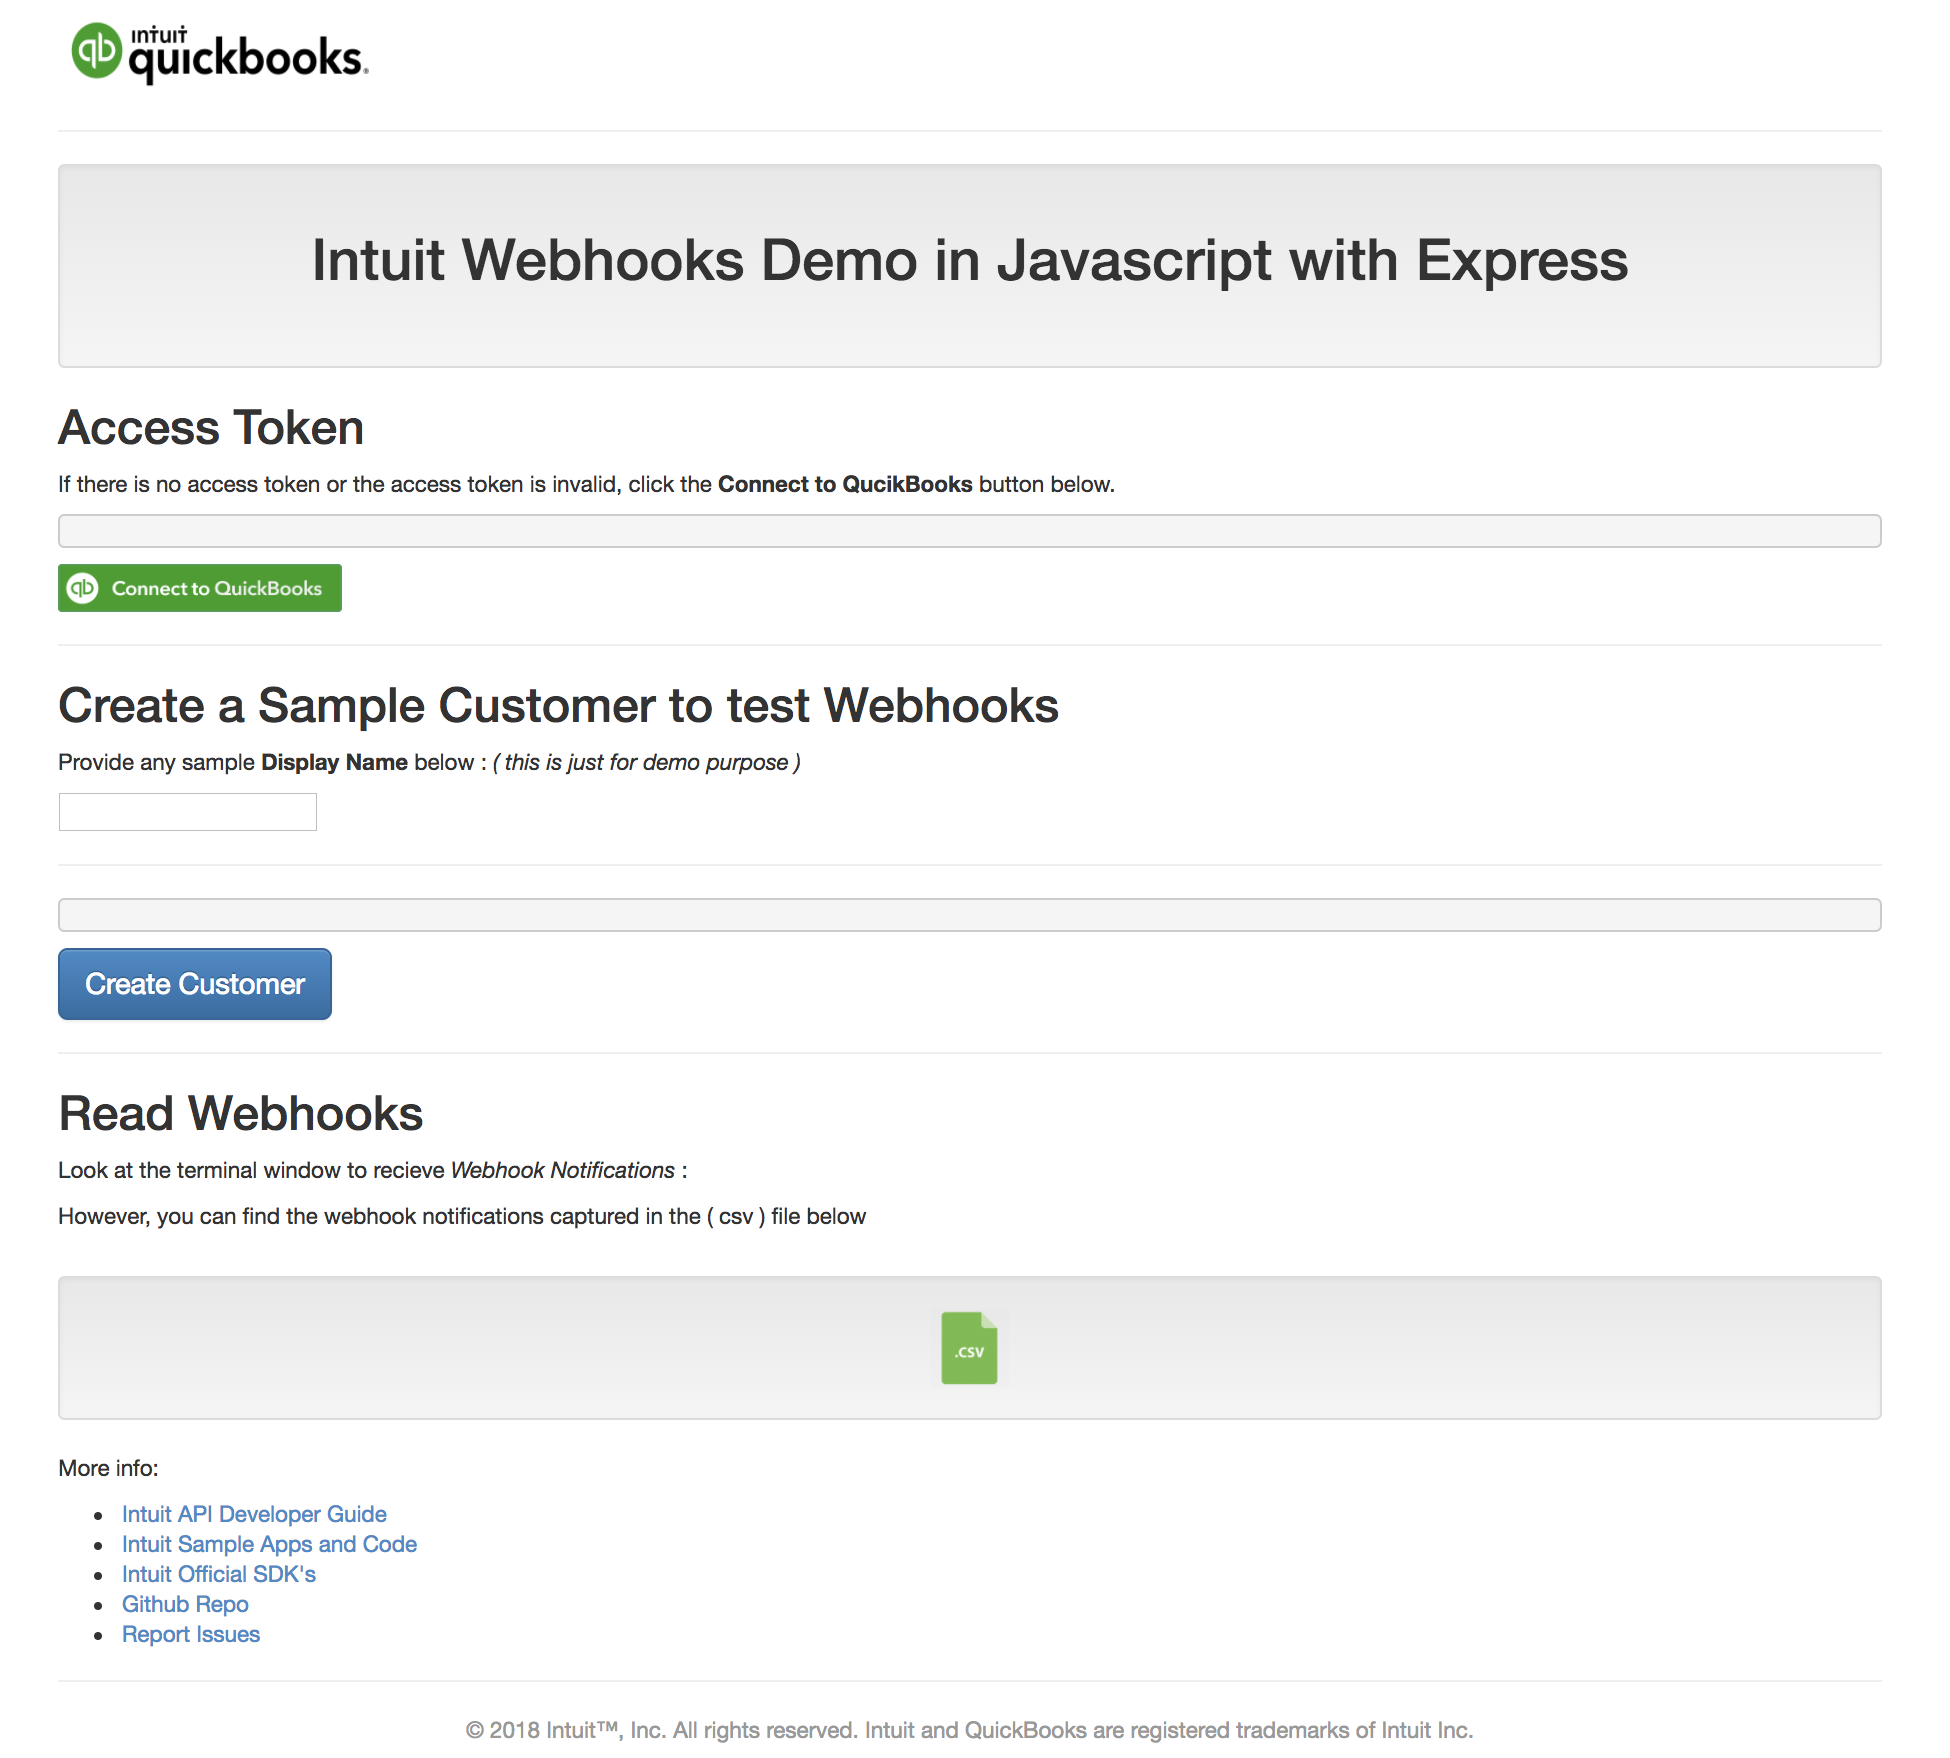 intuit
quickbooks.
Intuit Webhooks Demo in Javascript with Express
Access Token
If there is no access token or the access token is invalid, click the Connect to QucikBooks button below.
qb Connect to QuickBooks
Create a Sample Customer to test Webhooks
Provide any sample Display Name below : ( this is just for demo purpose )
Create Customer
Read Webhooks
Look at the terminal window to recieve Webhook Notifications :
However, you can find the webhook notifications captured in the ( csv ) file below
.CSV
More info:
Intuit API Developer Guide
Intuit Sample Apps and Code
Intuit Official SDK's
Github Repo
Report Issues
© 2018 Intuit™, Inc. All rights reserved. Intuit and QuickBooks are registered trademarks of Intuit Inc.